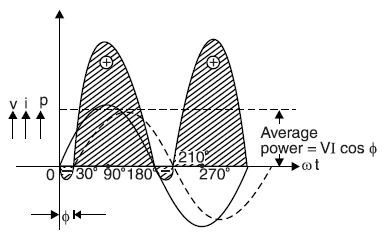 + +
v i p
Average
power = VI cos ϕ
210°
0 − 30° 90° 180° − 270° ωt
ϕ